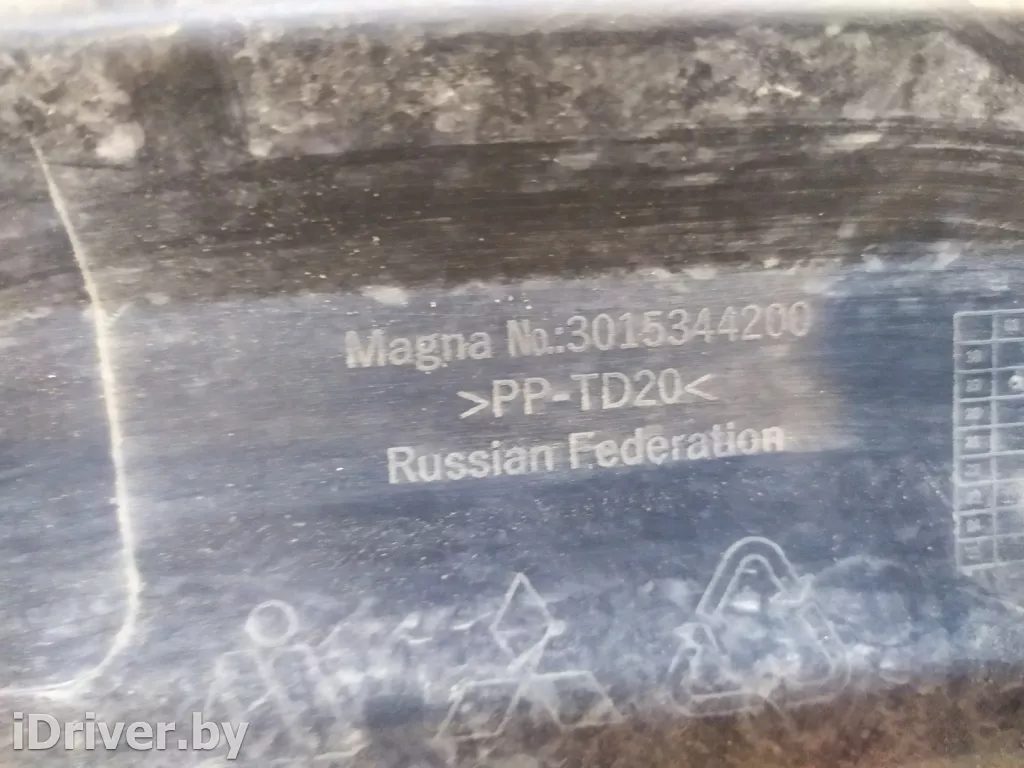 Magna No.:3015344200
>PP-TD20<
Russian Federation
iDriver.by